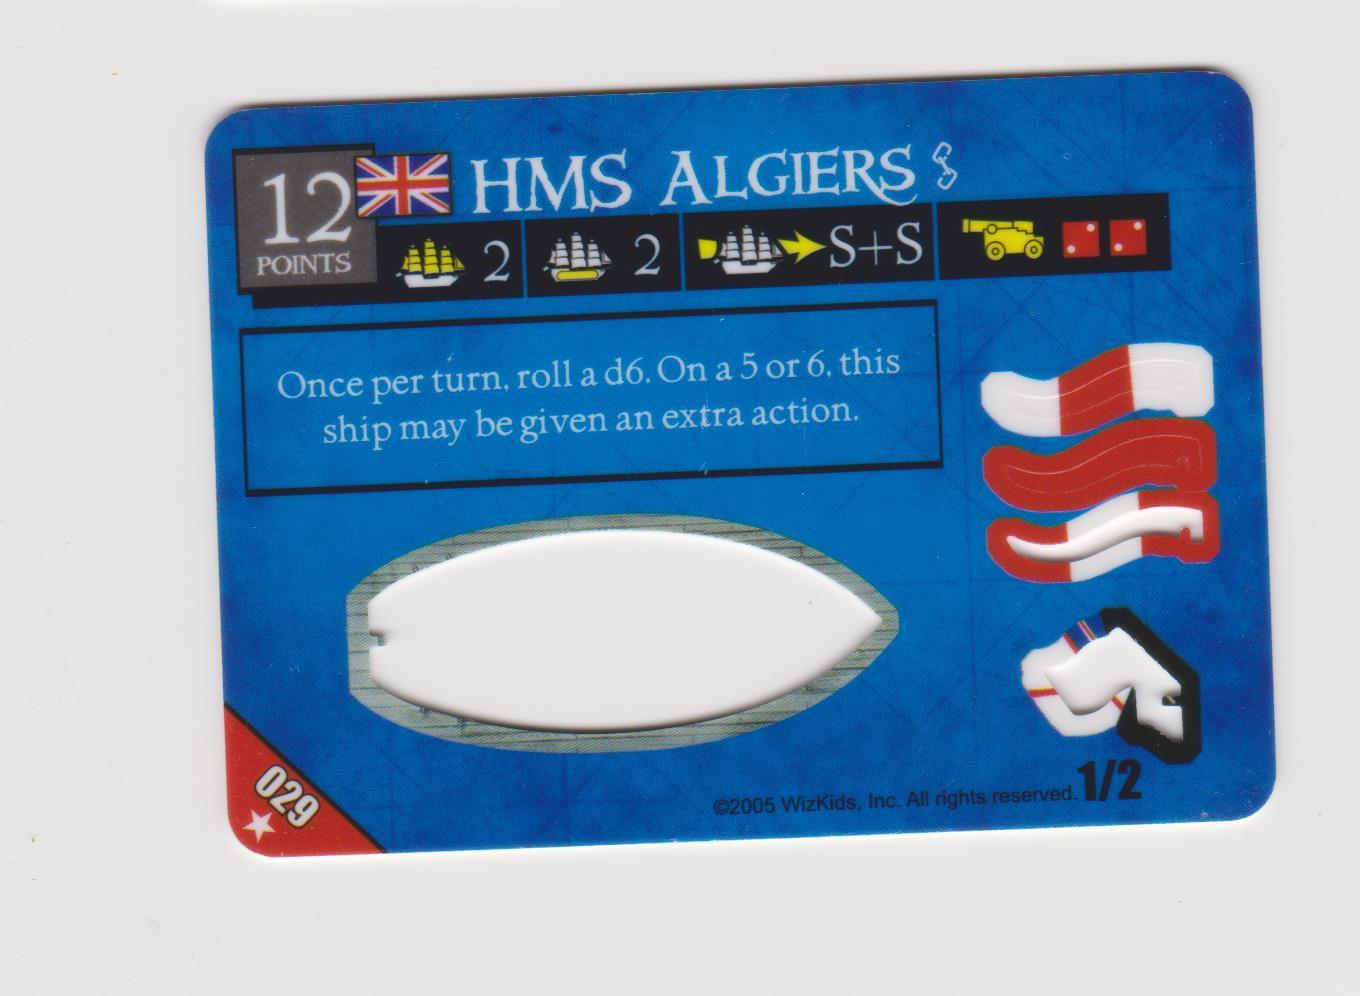 12
POINTS
HMS ALGIERS
2
2
S+S
Once per turn, roll a d6. On a 5 or 6, this
ship may be given an extra action.
029
©2005 WizKids, Inc. All rights reserved.
1/2